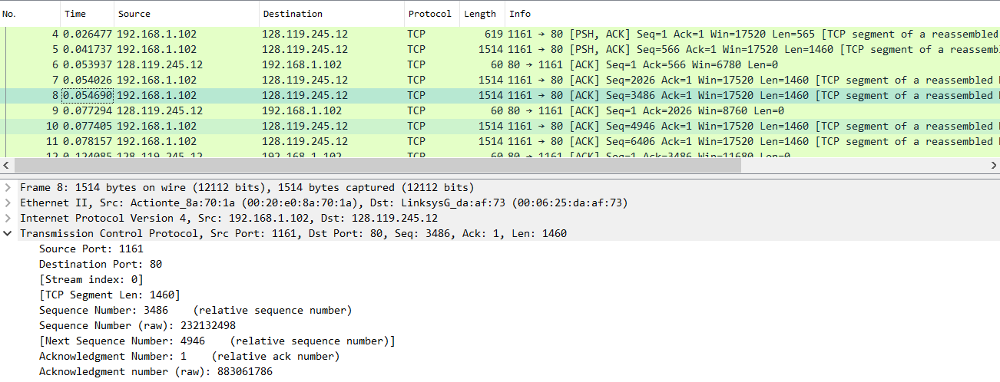 No. Time Source Destination Protocol Length Info
4 0.026477 192.168.1.102 128.119.245.12 TCP 619 1161 → 80 [PSH, ACK] Seq=1 Ack=1 Win=17520 Len=565 [TCP segment of a reassembled
5 0.041737 192.168.1.102 128.119.245.12 TCP 1514 1161 → 80 [PSH, ACK] Seq=566 Ack=1 Win=17520 Len=1460 [TCP segment of a reassemb
6 0.053937 128.119.245.12 192.168.1.102 TCP 60 80 → 1161 [ACK] Seq=1 Ack=566 Win=6780 Len=0
7 0.054026 192.168.1.102 128.119.245.12 TCP 1514 1161 → 80 [ACK] Seq=2026 Ack=1 Win=17520 Len=1460 [TCP segment of a reassembled
8 0.054690 192.168.1.102 128.119.245.12 TCP 1514 1161 → 80 [ACK] Seq=3486 Ack=1 Win=17520 Len=1460 [TCP segment of a reassembled
9 0.077294 128.119.245.12 192.168.1.102 TCP 60 80 → 1161 [ACK] Seq=1 Ack=2026 Win=8760 Len=0
10 0.077405 192.168.1.102 128.119.245.12 TCP 1514 1161 → 80 [ACK] Seq=4946 Ack=1 Win=17520 Len=1460 [TCP segment of a reassembled
11 0.078157 192.168.1.102 128.119.245.12 TCP 1514 1161 → 80 [ACK] Seq=6406 Ack=1 Win=17520 Len=1460 [TCP segment of a reassembled
12 0.124085 128.119.245.12 192.168.1.102 TCP 60 80 → 1161 [ACK] Seq=1 Ack=3486 Win=11680 Len=0
Frame 8: 1514 bytes on wire (12112 bits), 1514 bytes captured (12112 bits)
Ethernet II, Src: Actionte_8a:70:1a (00:20:e0:8a:70:1a), Dst: LinksysG_da:af:73 (00:06:25:da:af:73)
Internet Protocol Version 4, Src: 192.168.1.102, Dst: 128.119.245.12
Transmission Control Protocol, Src Port: 1161, Dst Port: 80, Seq: 3486, Ack: 1, Len: 1460
Source Port: 1161
Destination Port: 80
[Stream index: 0]
[TCP Segment Len: 1460]
Sequence Number: 3486 (relative sequence number)
Sequence Number (raw): 232132498
[Next Sequence Number: 4946 (relative sequence number)]
Acknowledgment Number: 1 (relative ack number)
Acknowledgment number (raw): 883061786